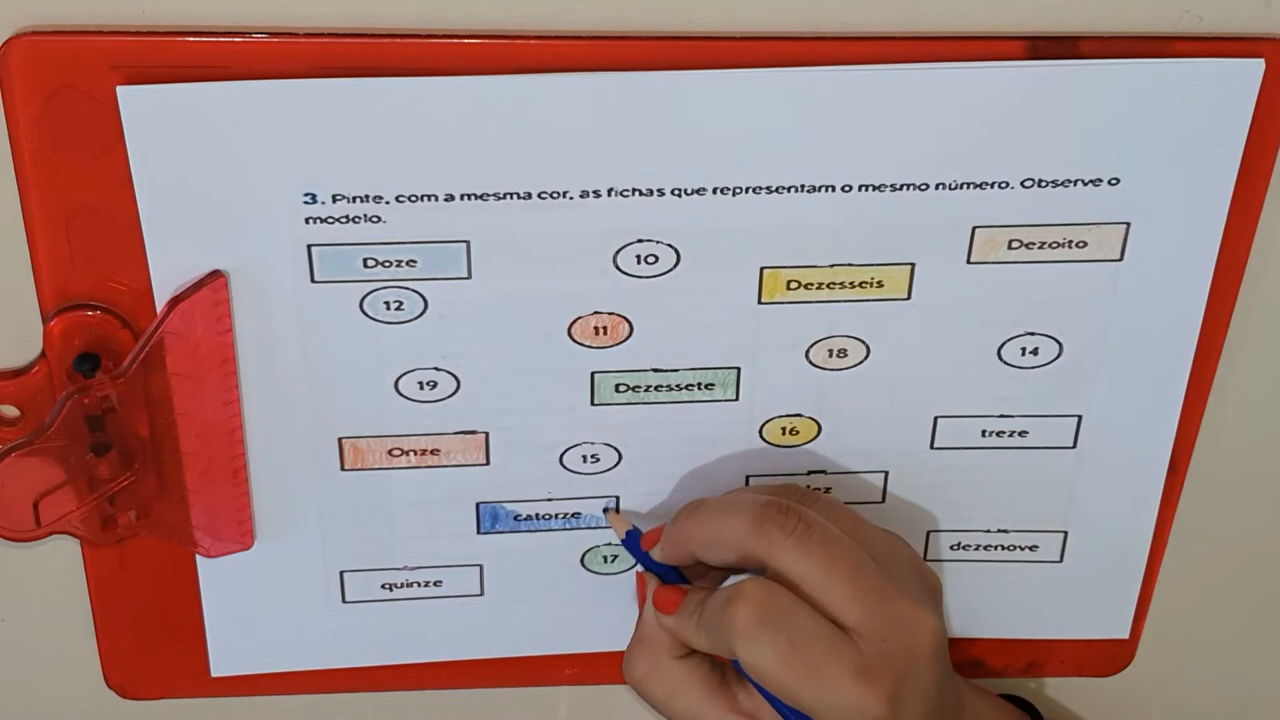 3. Pinte, com a mesma cor, as fichas que representam o mesmo número. Observe o
modelo.
Doze
10
Dezoito
Dezesseis
12
11
18
14
19
Dezessete
16
treze
Onze
15
catorze
dezenove
17
quinze